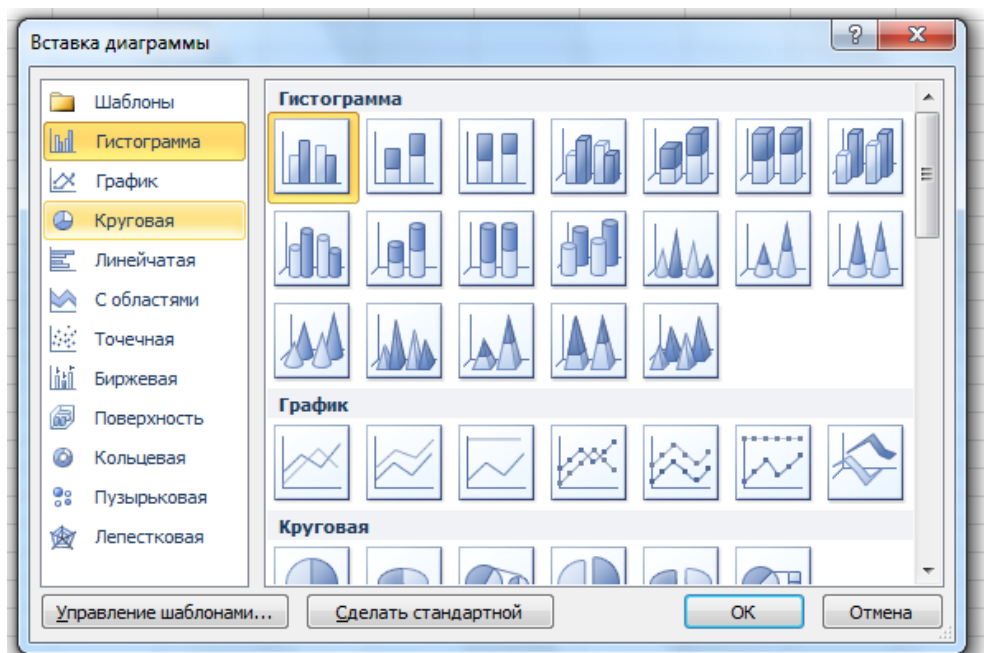 Вставка диаграммы
Шаблоны
Гистограмма
График
Круговая
Линейчатая
С областями
Точечная
Биржевая
Поверхность
Кольцевая
Пузырьковая
Лепестковая
Гистограмма
График
Круговая
Управление шаблонами...
Сделать стандартной
ОК
Отмена